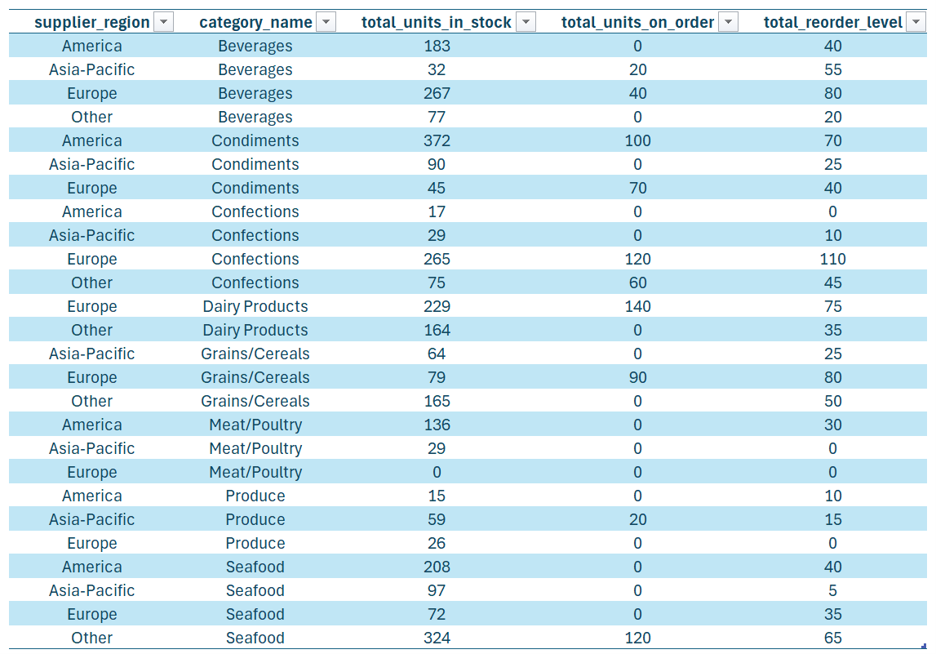 supplier_region category_name total_units_in_stock total_units_on_order total_reorder_level
America Beverages 183 0 40
Asia-Pacific Beverages 32 20 55
Europe Beverages 267 40 80
Other Beverages 77 0 20
America Condiments 372 100 70
Asia-Pacific Condiments 90 0 25
Europe Condiments 45 70 40
America Confections 17 0 0
Asia-Pacific Confections 29 0 10
Europe Confections 265 120 110
Other Confections 75 60 45
Europe Dairy Products 229 140 75
Other Dairy Products 164 0 35
Asia-Pacific Grains/Cereals 64 0 25
Europe Grains/Cereals 79 90 80
Other Grains/Cereals 165 0 50
America Meat/Poultry 136 0 30
Asia-Pacific Meat/Poultry 29 0 0
Europe Meat/Poultry 0 0 0
America Produce 15 0 10
Asia-Pacific Produce 59 20 15
Europe Produce 26 0 0
America Seafood 208 0 40
Asia-Pacific Seafood 97 0 5
Europe Seafood 72 0 35
Other Seafood 324 120 65